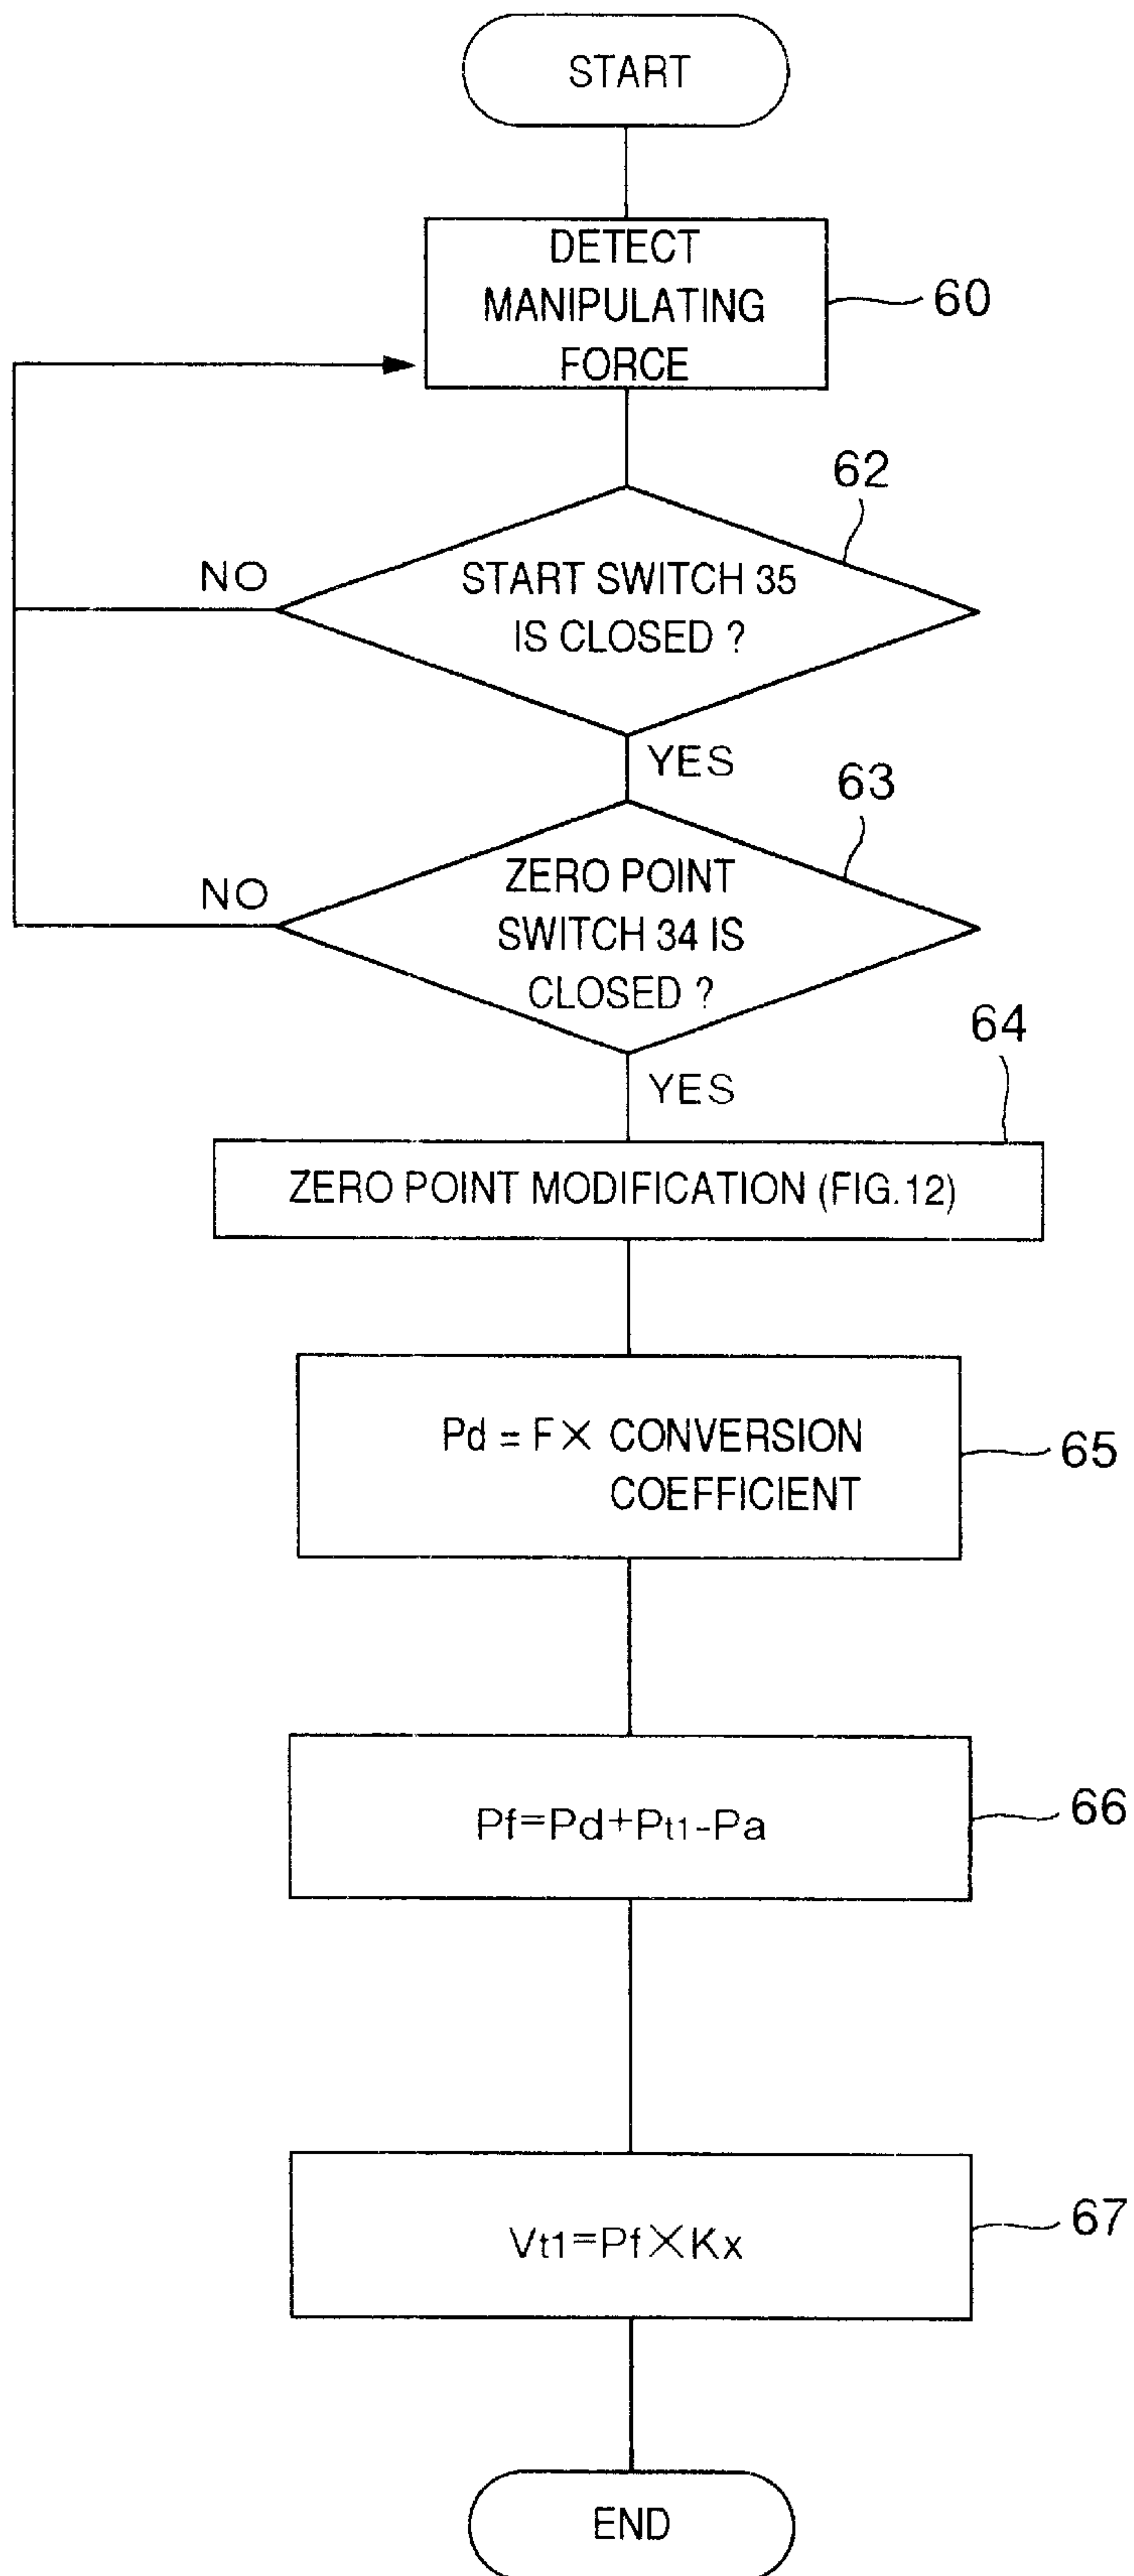 START
DETECT
MANIPULATING
FORCE
60
62
NO
START SWITCH 35
IS CLOSED ?
YES
63
NO
ZERO POINT
SWITCH 34 IS
CLOSED ?
64
YES
ZERO POINT MODIFICATION (FIG.12)
Pd = F× CONVERSION
COEFFICIENT
65
Pf=Pd+Pt1-Pa
66
Vt1=Pf×Kx
67
END